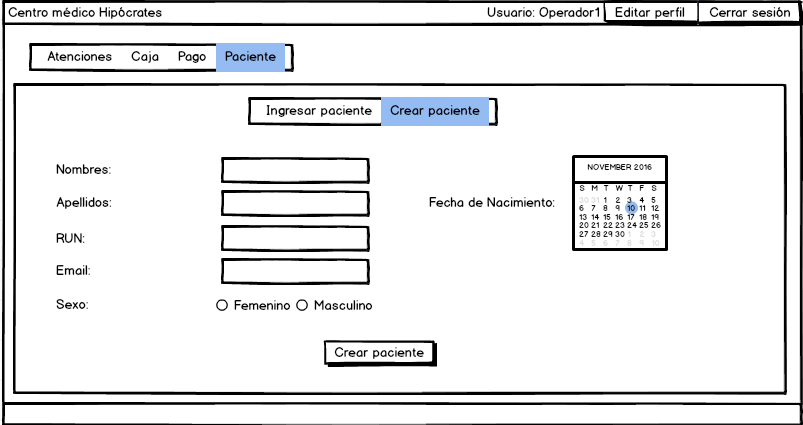 Centro médico Hipócrates Usuario: Operador1 Editar perfil Cerrar sesión
Atenciones Caja Pago Paciente
Ingresar paciente Crear paciente
Nombres:
NOVEMBER 2016
S M T W T F S
30 31 1 2 3 4 5
6 7 8 9 10 11 12
13 14 15 16 17 18 19
20 21 22 23 24 25 26
27 28 29 30 1 2 3
4 5 6 7 8 9 10
Apellidos:
Fecha de Nacimiento:
RUN:
Email:
Sexo: Femenino Masculino
Crear paciente